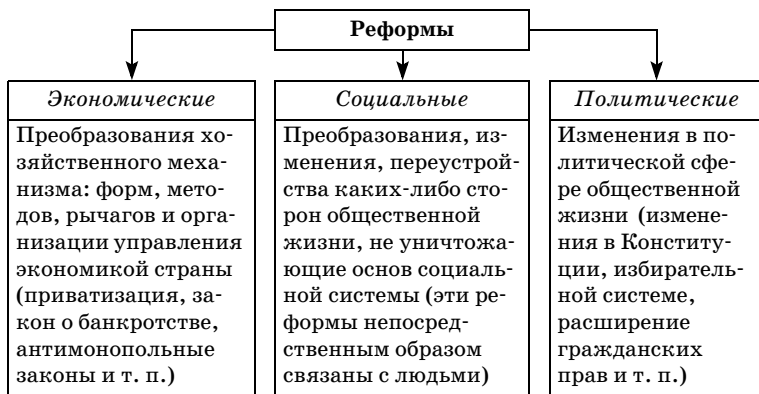 Реформы
Экономические
Преобразования хо-
зяйственного меха-
низма: форм, мето-
дов, рычагов и орга-
низации управления
экономикой страны
(приватизация, за-
кон о банкротстве,
антимонопольные
законы и т. п.)
Социальные
Преобразования, из-
менения, переустрой-
ства каких-либо сто-
рон общественной
жизни, не уничтожа-
ющие основ социаль-
ной системы (эти ре-
формы непосред-
ственным образом
связаны с людьми)
Политические
Изменения в по-
литической сфе-
ре общественной
жизни (измене-
ния в Конститу-
ции, избиратель-
ной системе,
расширение
гражданских
прав и т. п.)